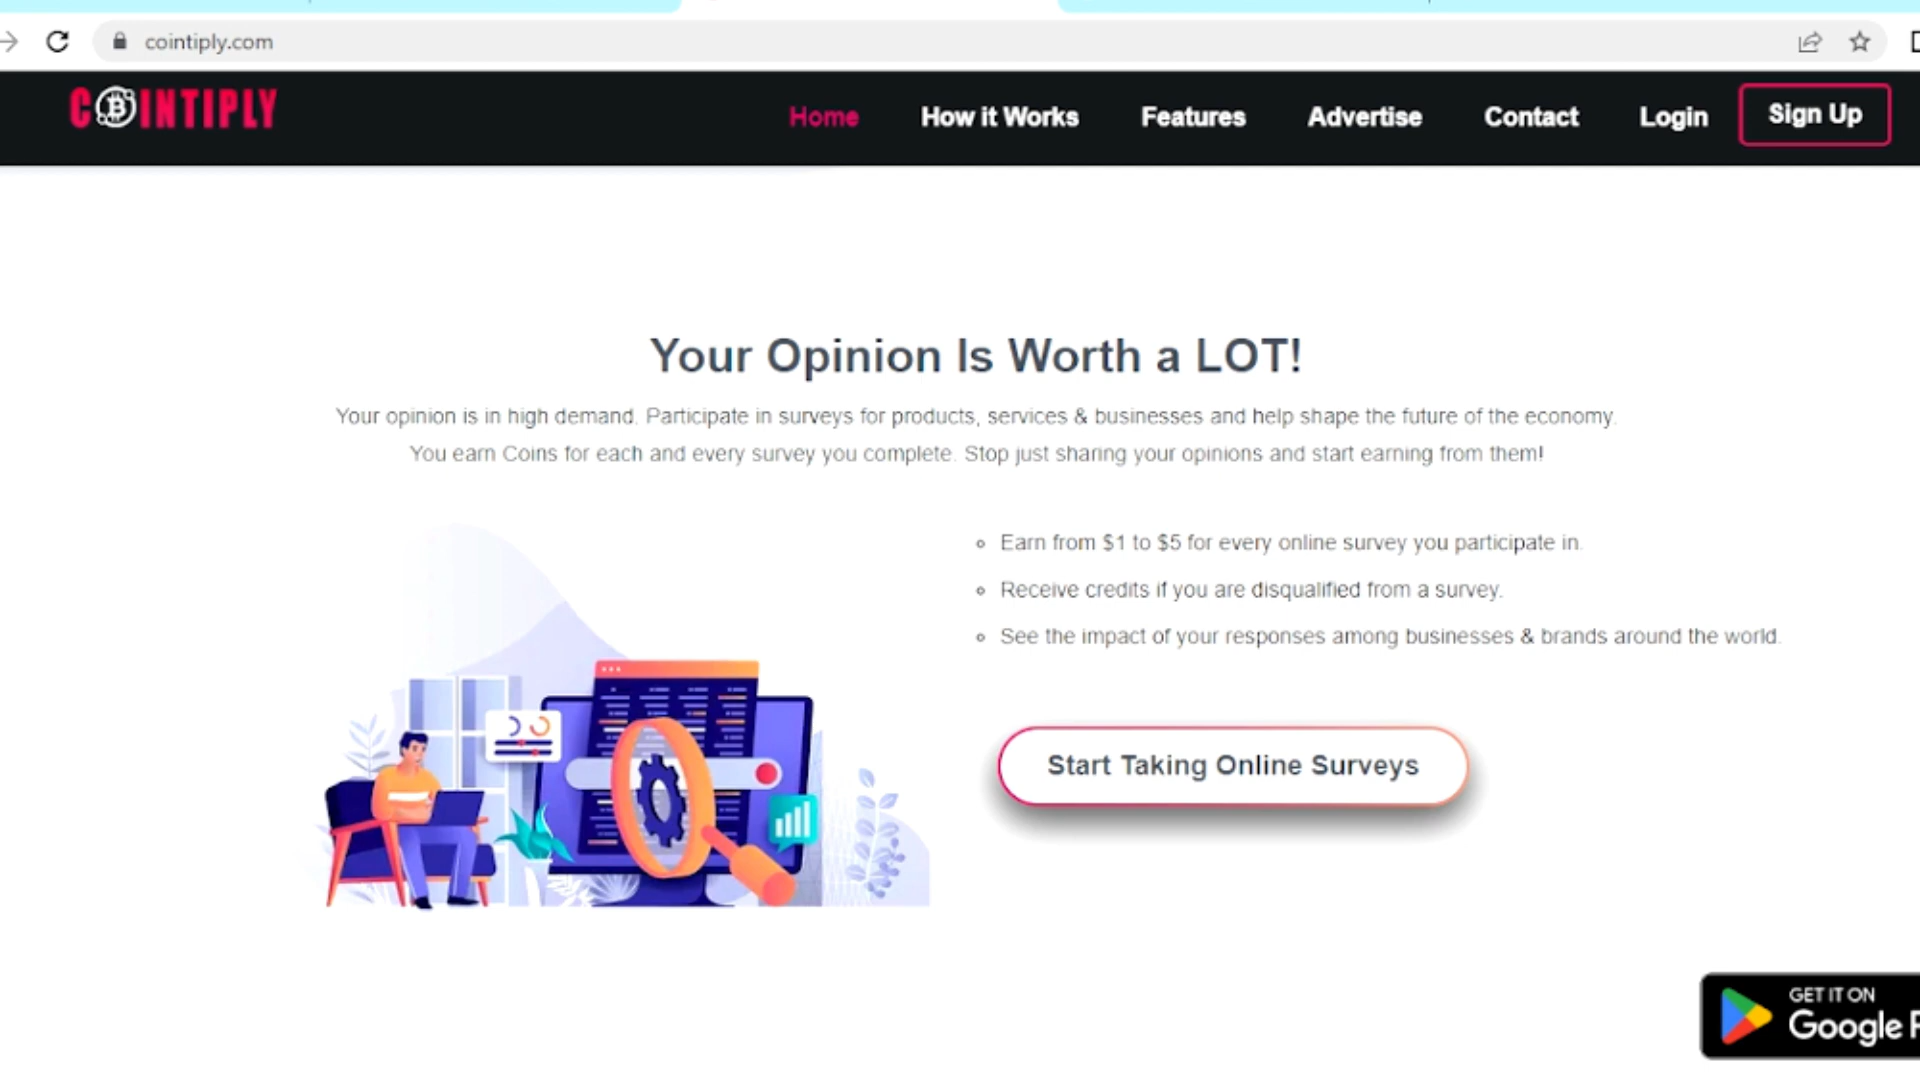 cointiply.com
COINTIPLY
Home How it Works Features Advertise Contact Login Sign Up
Your Opinion Is Worth a LOT!
Your opinion is in high demand. Participate in surveys for products, services & businesses and help shape the future of the economy.
You earn Coins for each and every survey you complete. Stop just sharing your opinions and start earning from them!
Earn from $1 to $5 for every online survey you participate in.
Receive credits if you are disqualified from a survey.
See the impact of your responses among businesses & brands around the world.
Start Taking Online Surveys
GET IT ON
Google